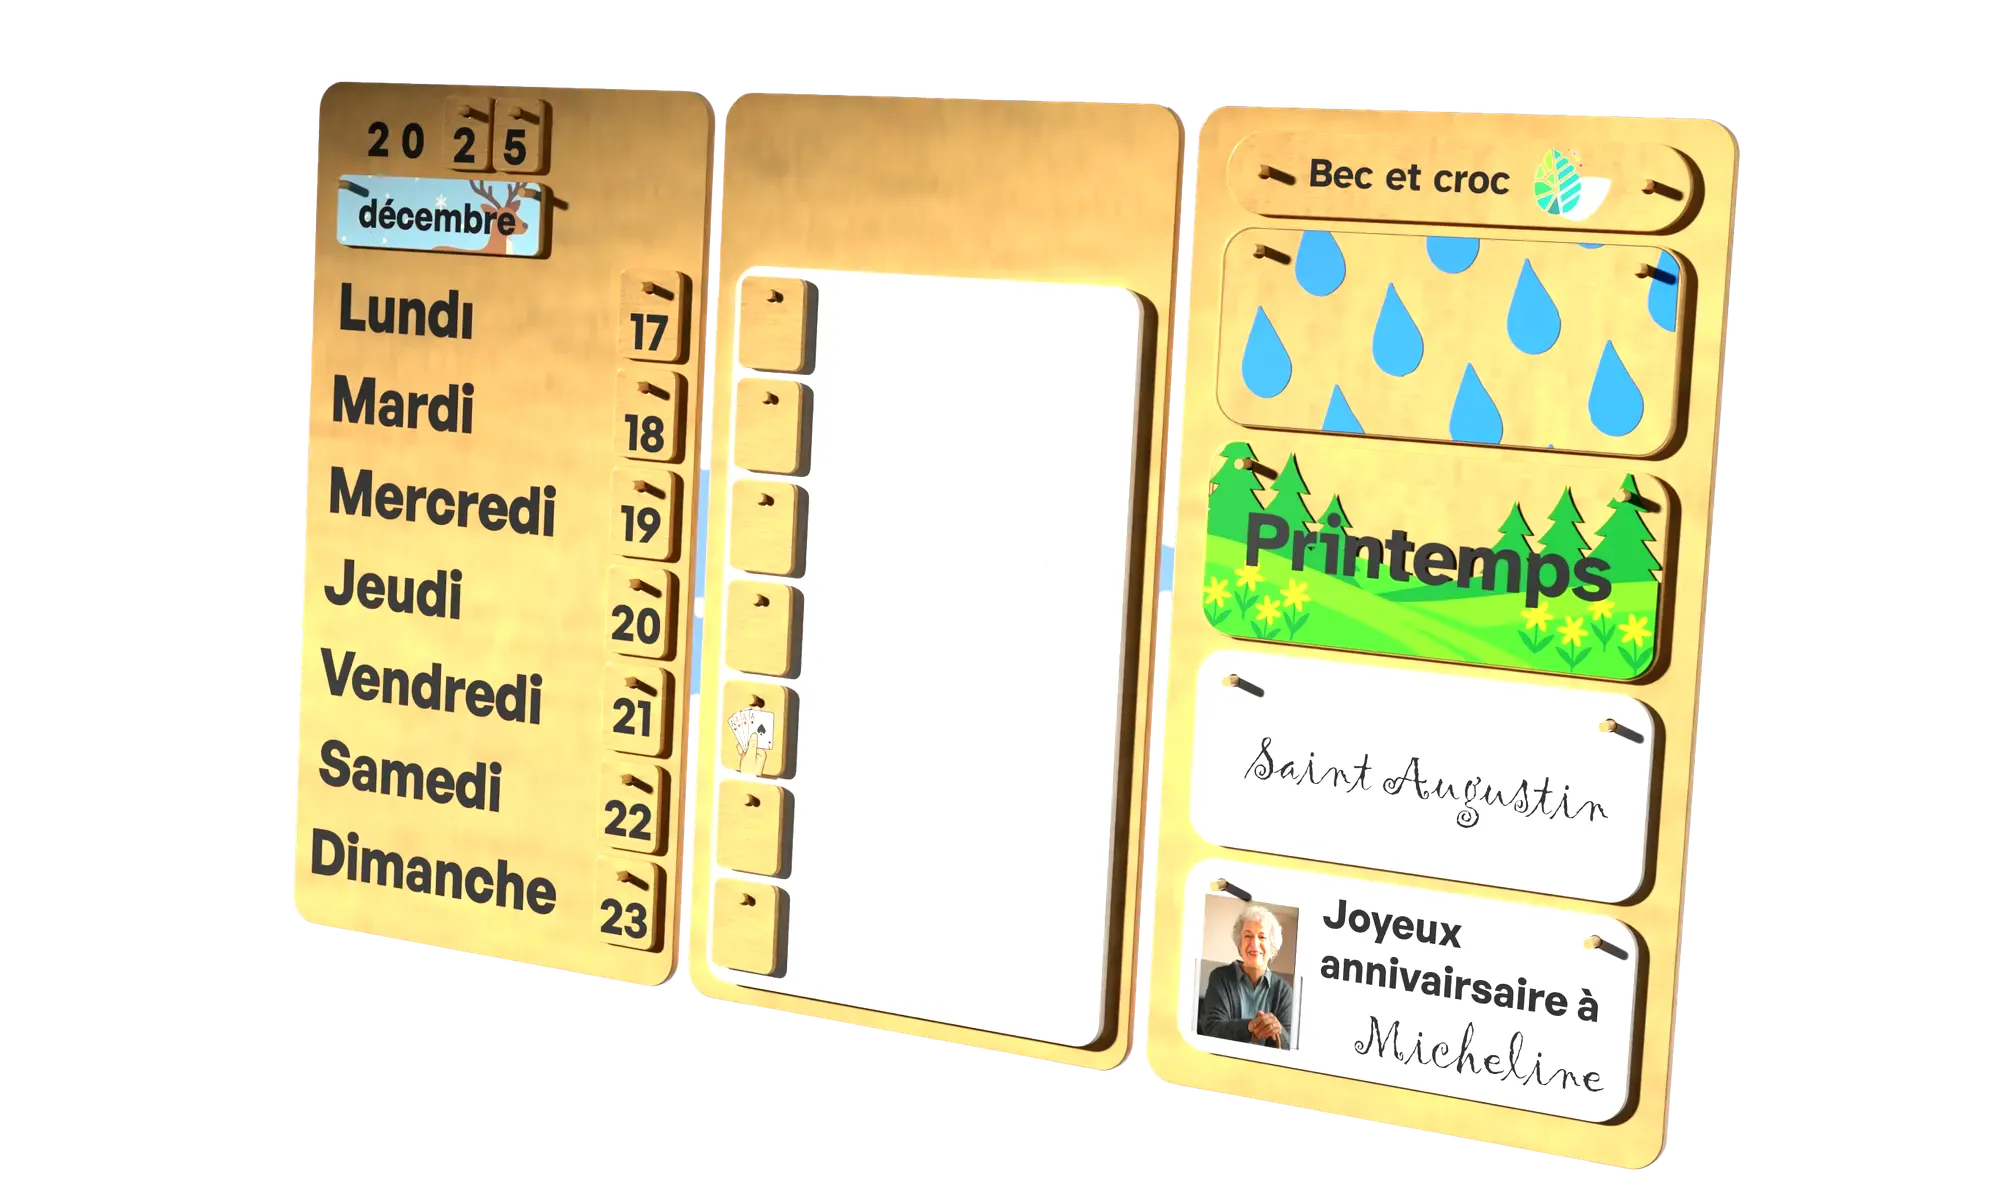 2 0 2 5
décembre
Lundi 17
Mardi 18
Mercredi 19
Jeudi 20
Vendredi 21
Samedi 22
Dimanche 23
Bec et croc
Printemps
Saint Augustin
Joyeux
annivairsaire à
Micheline